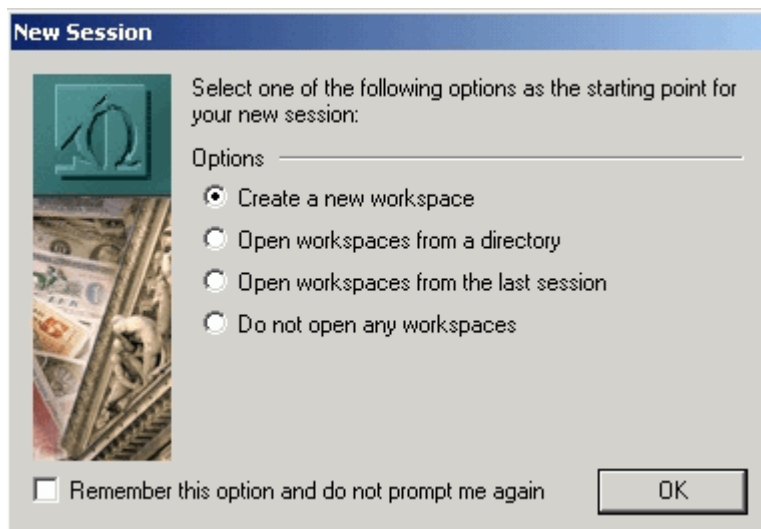 New Session
Select one of the following options as the starting point for
your new session:
Options
Create a new workspace
Open workspaces from a directory
Open workspaces from the last session
Do not open any workspaces
Remember this option and do not prompt me again
OK